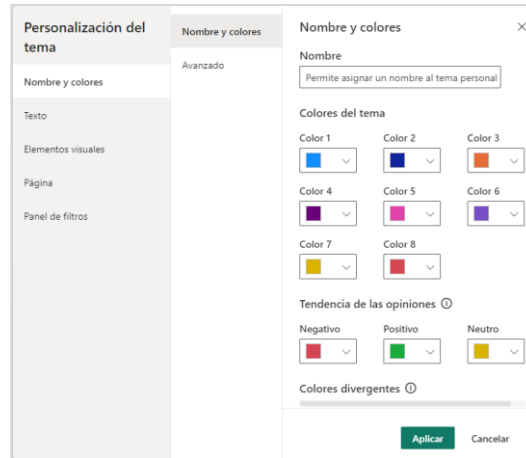 Personalización del
tema
Nombre y colores
Texto
Elementos visuales
Página
Panel de filtros
Nombre y colores
Avanzado
Nombre y colores
Nombre
Permite asignar un nombre al tema personal
Colores del tema
Color 1 Color 2 Color 3
Color 4 Color 5 Color 6
Color 7 Color 8
Tendencia de las opiniones
Negativo Positivo Neutro
Colores divergentes
Aplicar Cancelar